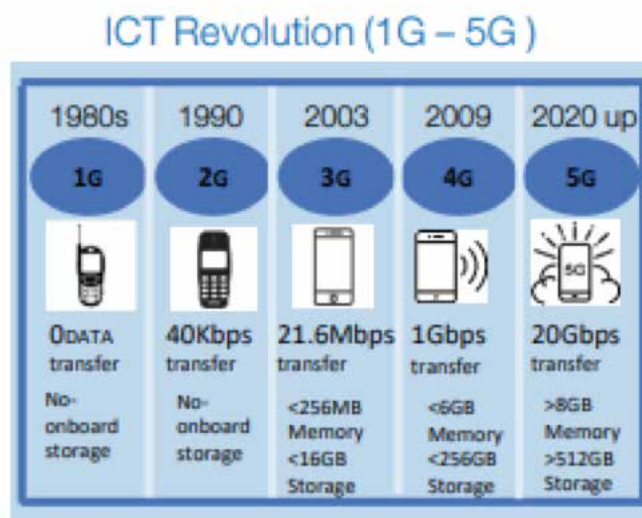 ICT Revolution (1G – 5G )
1980s
1G
0DATA
transfer
No-
onboard
storage
1990
2G
40Kbps
transfer
No-
onboard
storage
2003
3G
21.6Mbps
transfer
<256MB
Memory
<16GB
Storage
2009
4G
1Gbps
transfer
<6GB
Memory
<256GB
Storage
2020 up
5G
5G
20Gbps
transfer
>8GB
Memory
>512GB
Storage